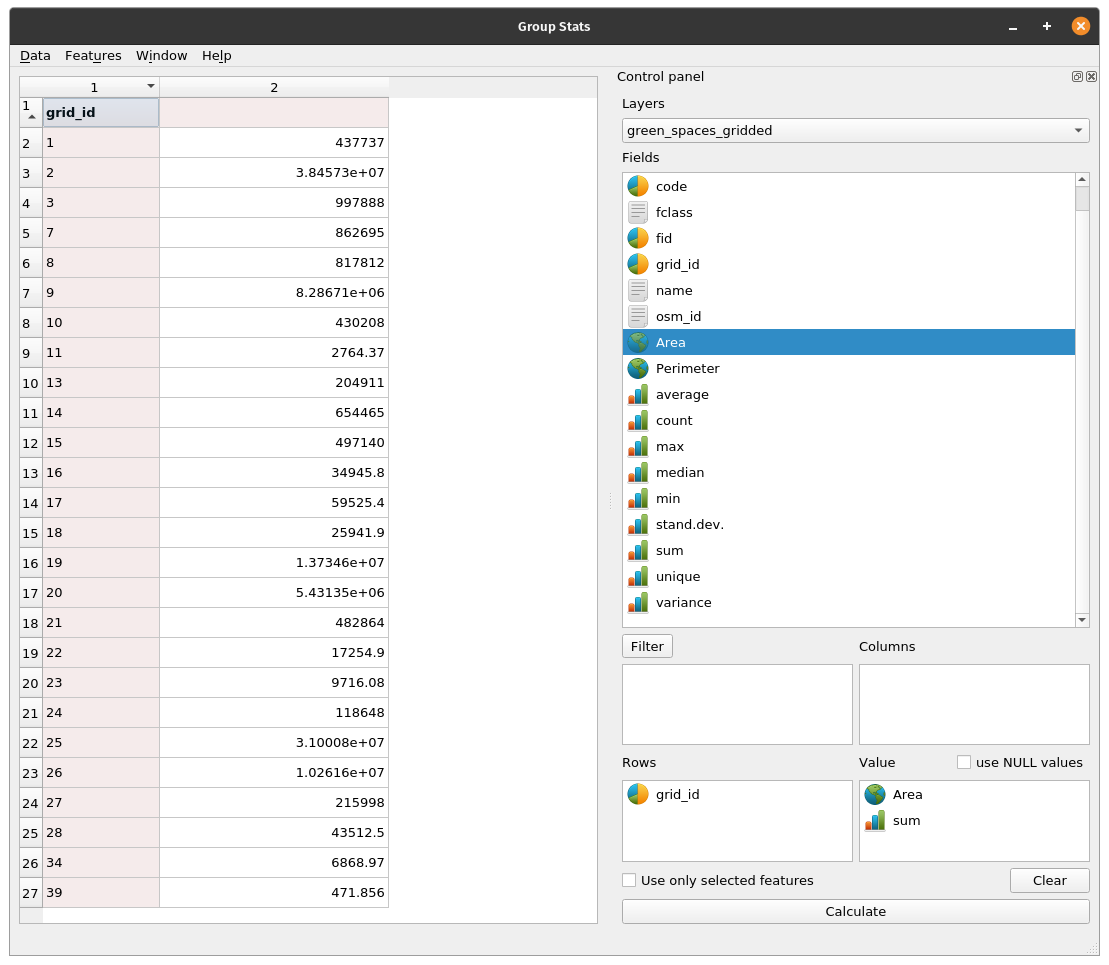 Group Stats
Data Features Window Help
1 2
1 grid_id
2 1 437737
3 2 3.84573e+07
4 3 997888
5 7 862695
6 8 817812
7 9 8.28671e+06
8 10 430208
9 11 2764.37
10 13 204911
11 14 654465
12 15 497140
13 16 34945.8
14 17 59525.4
15 18 25941.9
16 19 1.37346e+07
17 20 5.43135e+06
18 21 482864
19 22 17254.9
20 23 9716.08
21 24 118648
22 25 3.10008e+07
23 26 1.02616e+07
24 27 215998
25 28 43512.5
26 34 6868.97
27 39 471.856
Control panel
Layers
green_spaces_gridded
Fields
code
fclass
fid
grid_id
name
osm_id
Area
Perimeter
average
count
max
median
min
stand.dev.
sum
unique
variance
Filter Columns
Rows Value use NULL values
grid_id Area
sum
Use only selected features Clear
Calculate